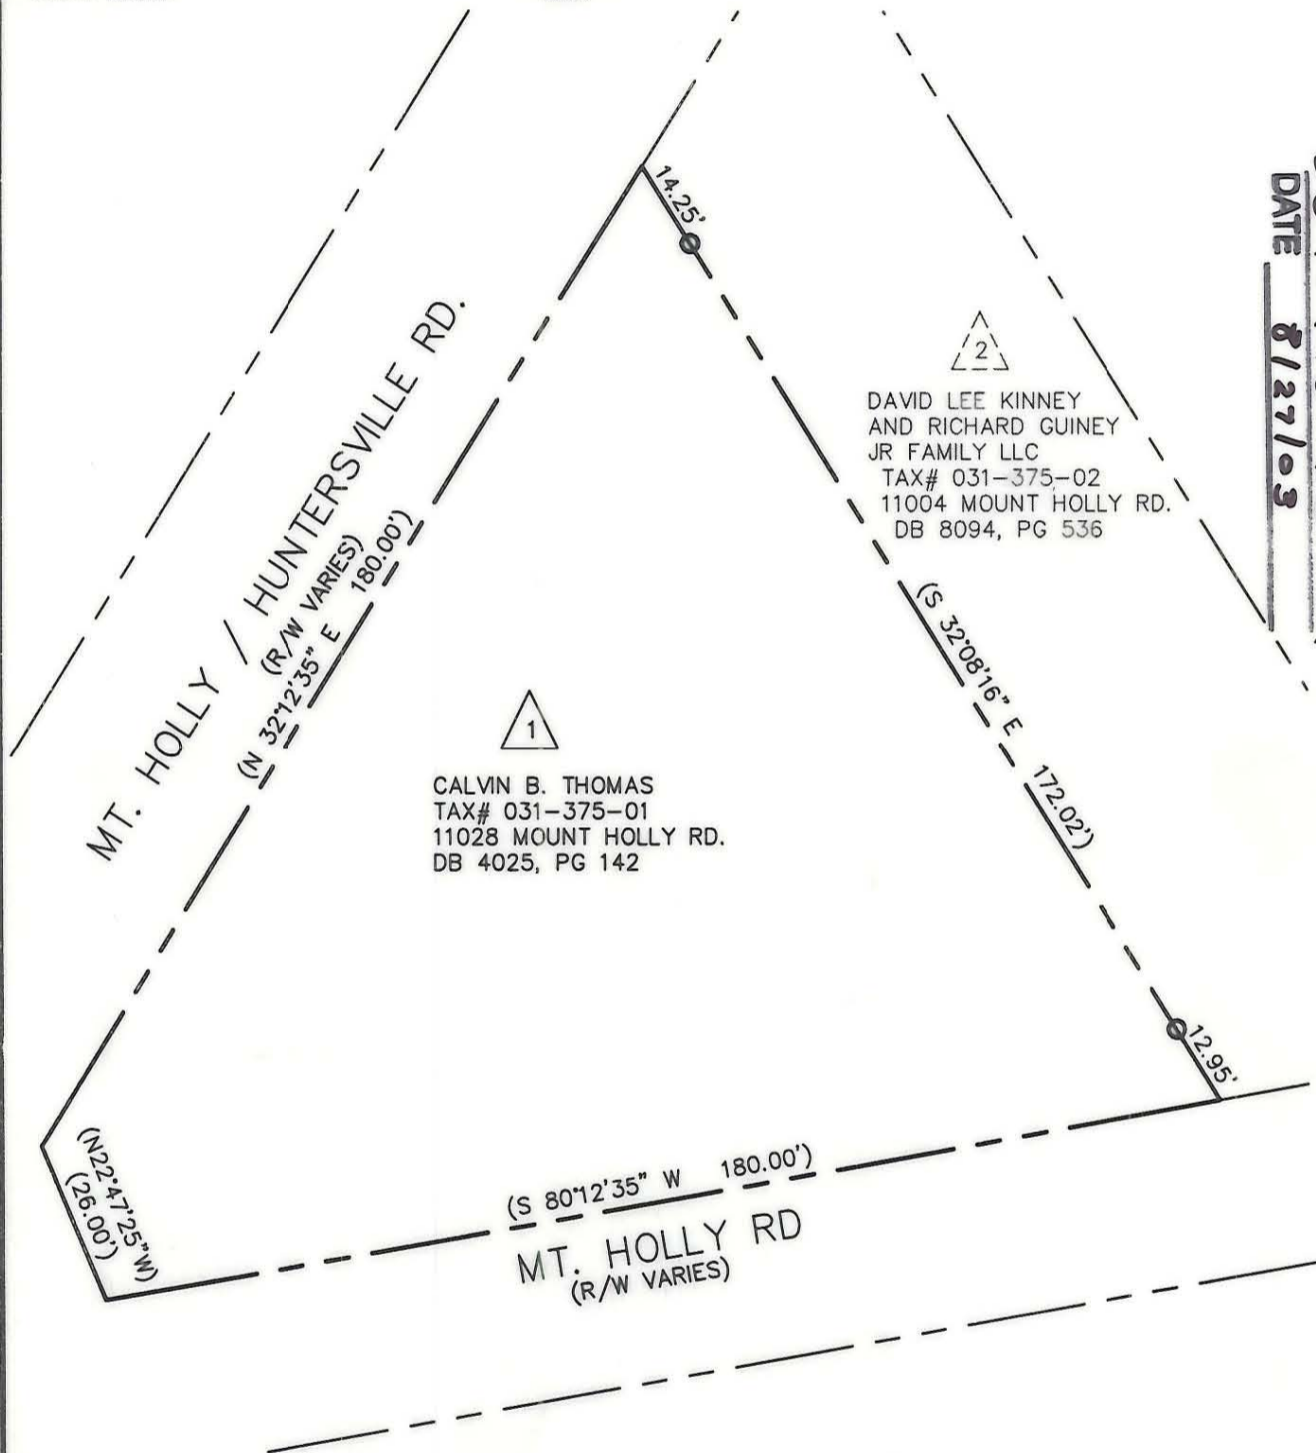 14.25'
DATE 8/27/03
2
DAVID LEE KINNEY
AND RICHARD GUINEY
JR FAMILY LLC
TAX# 031-375-02
11004 MOUNT HOLLY RD.
DB 8094, PG 536
MT. HOLLY / HUNTERSVILLE RD.
(R/W VARIES)
(N 32°12'35" E 180.00')
(S 32°08'16" E 172.02')
1
CALVIN B. THOMAS
TAX# 031-375-01
11028 MOUNT HOLLY RD.
DB 4025, PG 142
12.95'
(N22°47'25"W)
(26.00')
(S 80°12'35" W 180.00')
MT. HOLLY RD
(R/W VARIES)